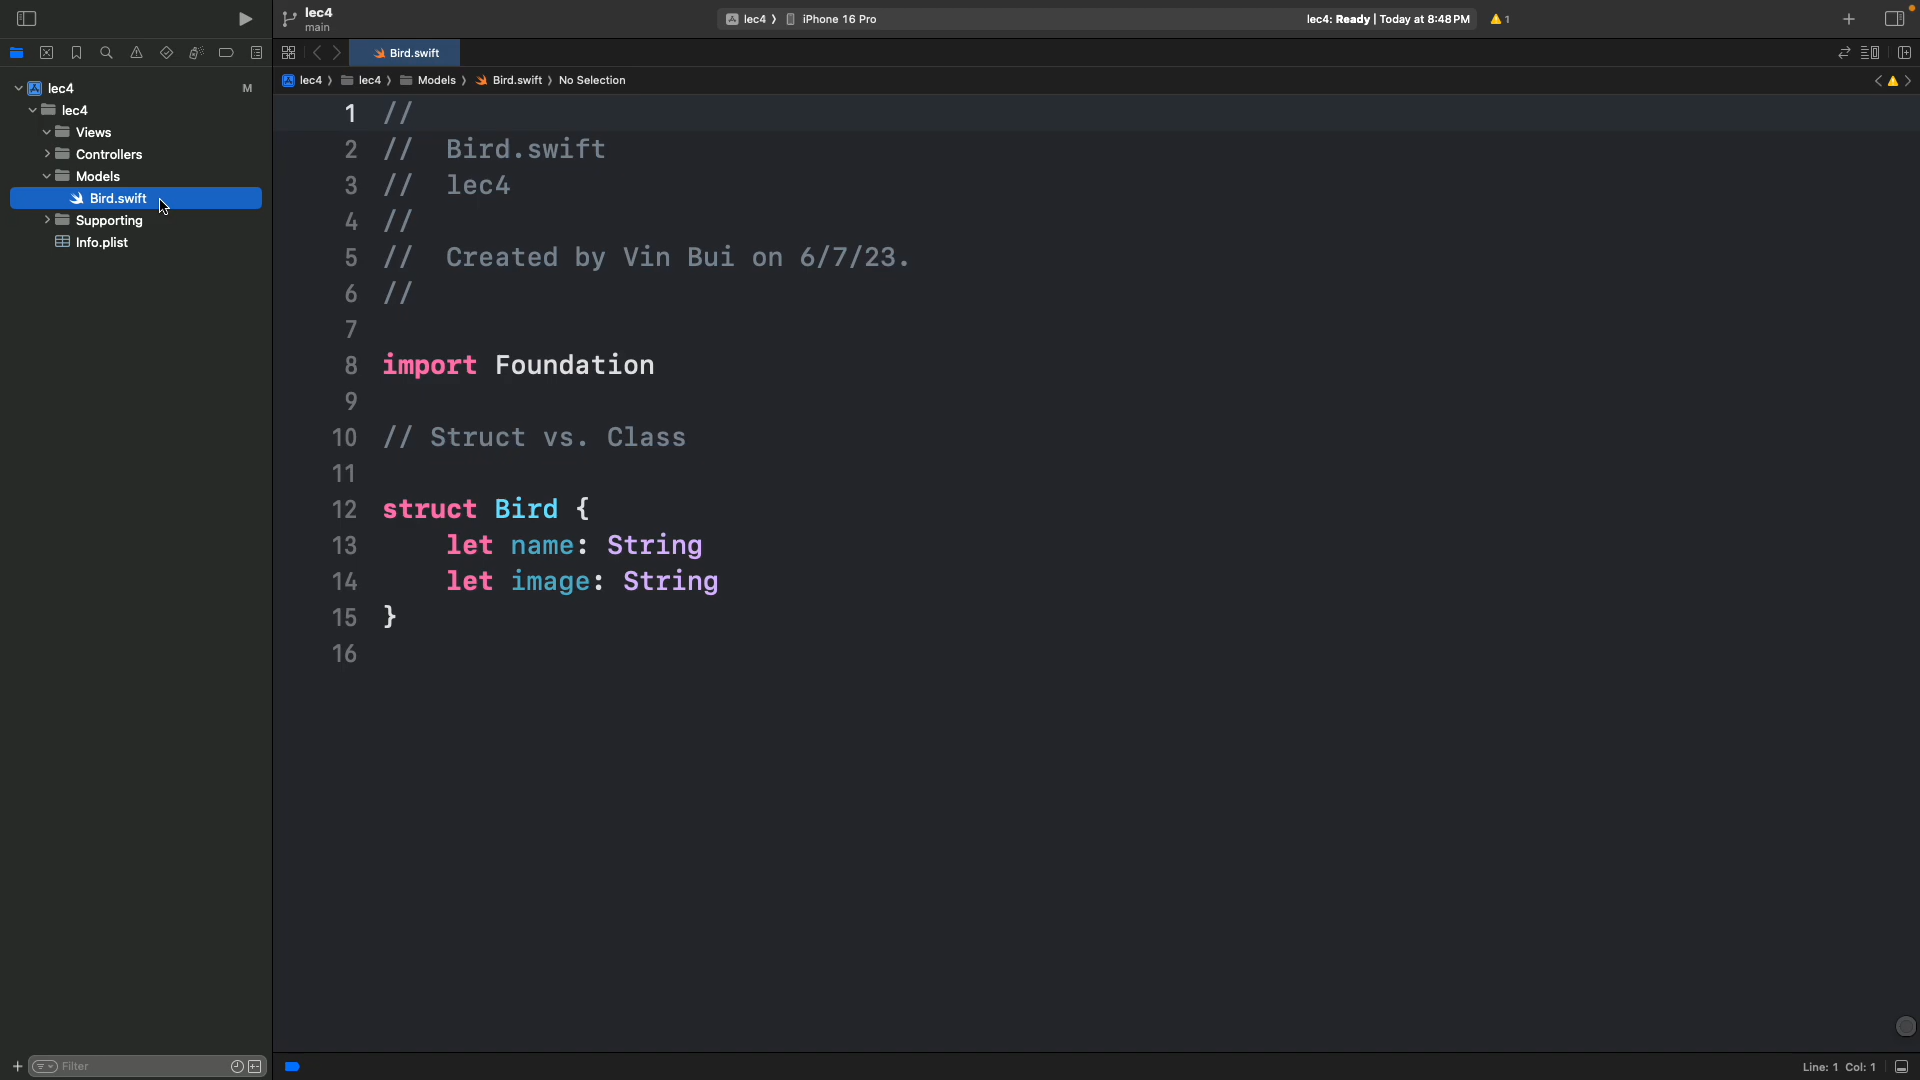 lec4
main
lec4 ❭ iPhone 16 Pro
lec4: Ready | Today at 8:48 PM
1
Bird.swift
lec4 ❭ lec4 ❭ Models ❭ Bird.swift ❭ No Selection
lec4 M
lec4
Views
Controllers
Models
Bird.swift
Supporting
Info.plist
1 //
2 //  Bird.swift
3 //  lec4
4 //
5 //  Created by Vin Bui on 6/7/23.
6 //
7
8 import Foundation
9
10 // Struct vs. Class
11
12 struct Bird {
13     let name: String
14     let image: String
15 }
16
Filter
Line: 1 Col: 1